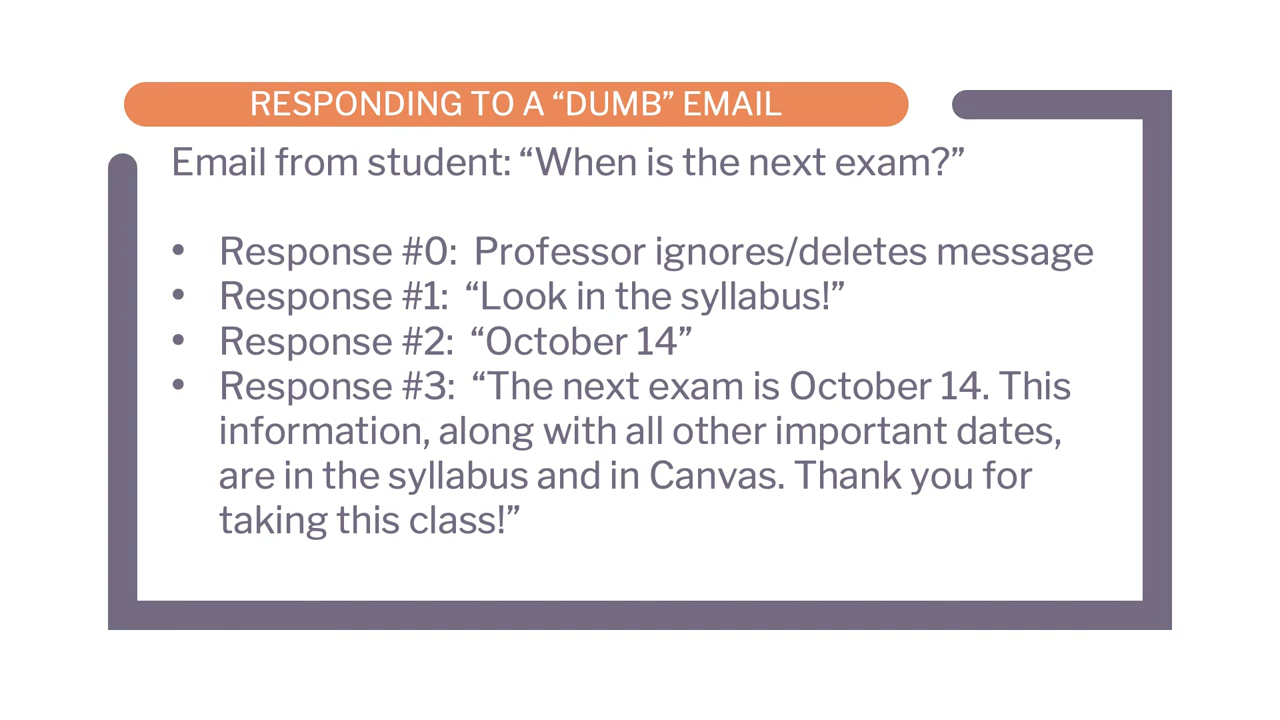 RESPONDING TO A “DUMB” EMAIL
Email from student: “When is the next exam?”
• Response #0:  Professor ignores/deletes message
• Response #1:  “Look in the syllabus!”
• Response #2:  “October 14”
• Response #3:  “The next exam is October 14. This
information, along with all other important dates,
are in the syllabus and in Canvas. Thank you for
taking this class!”